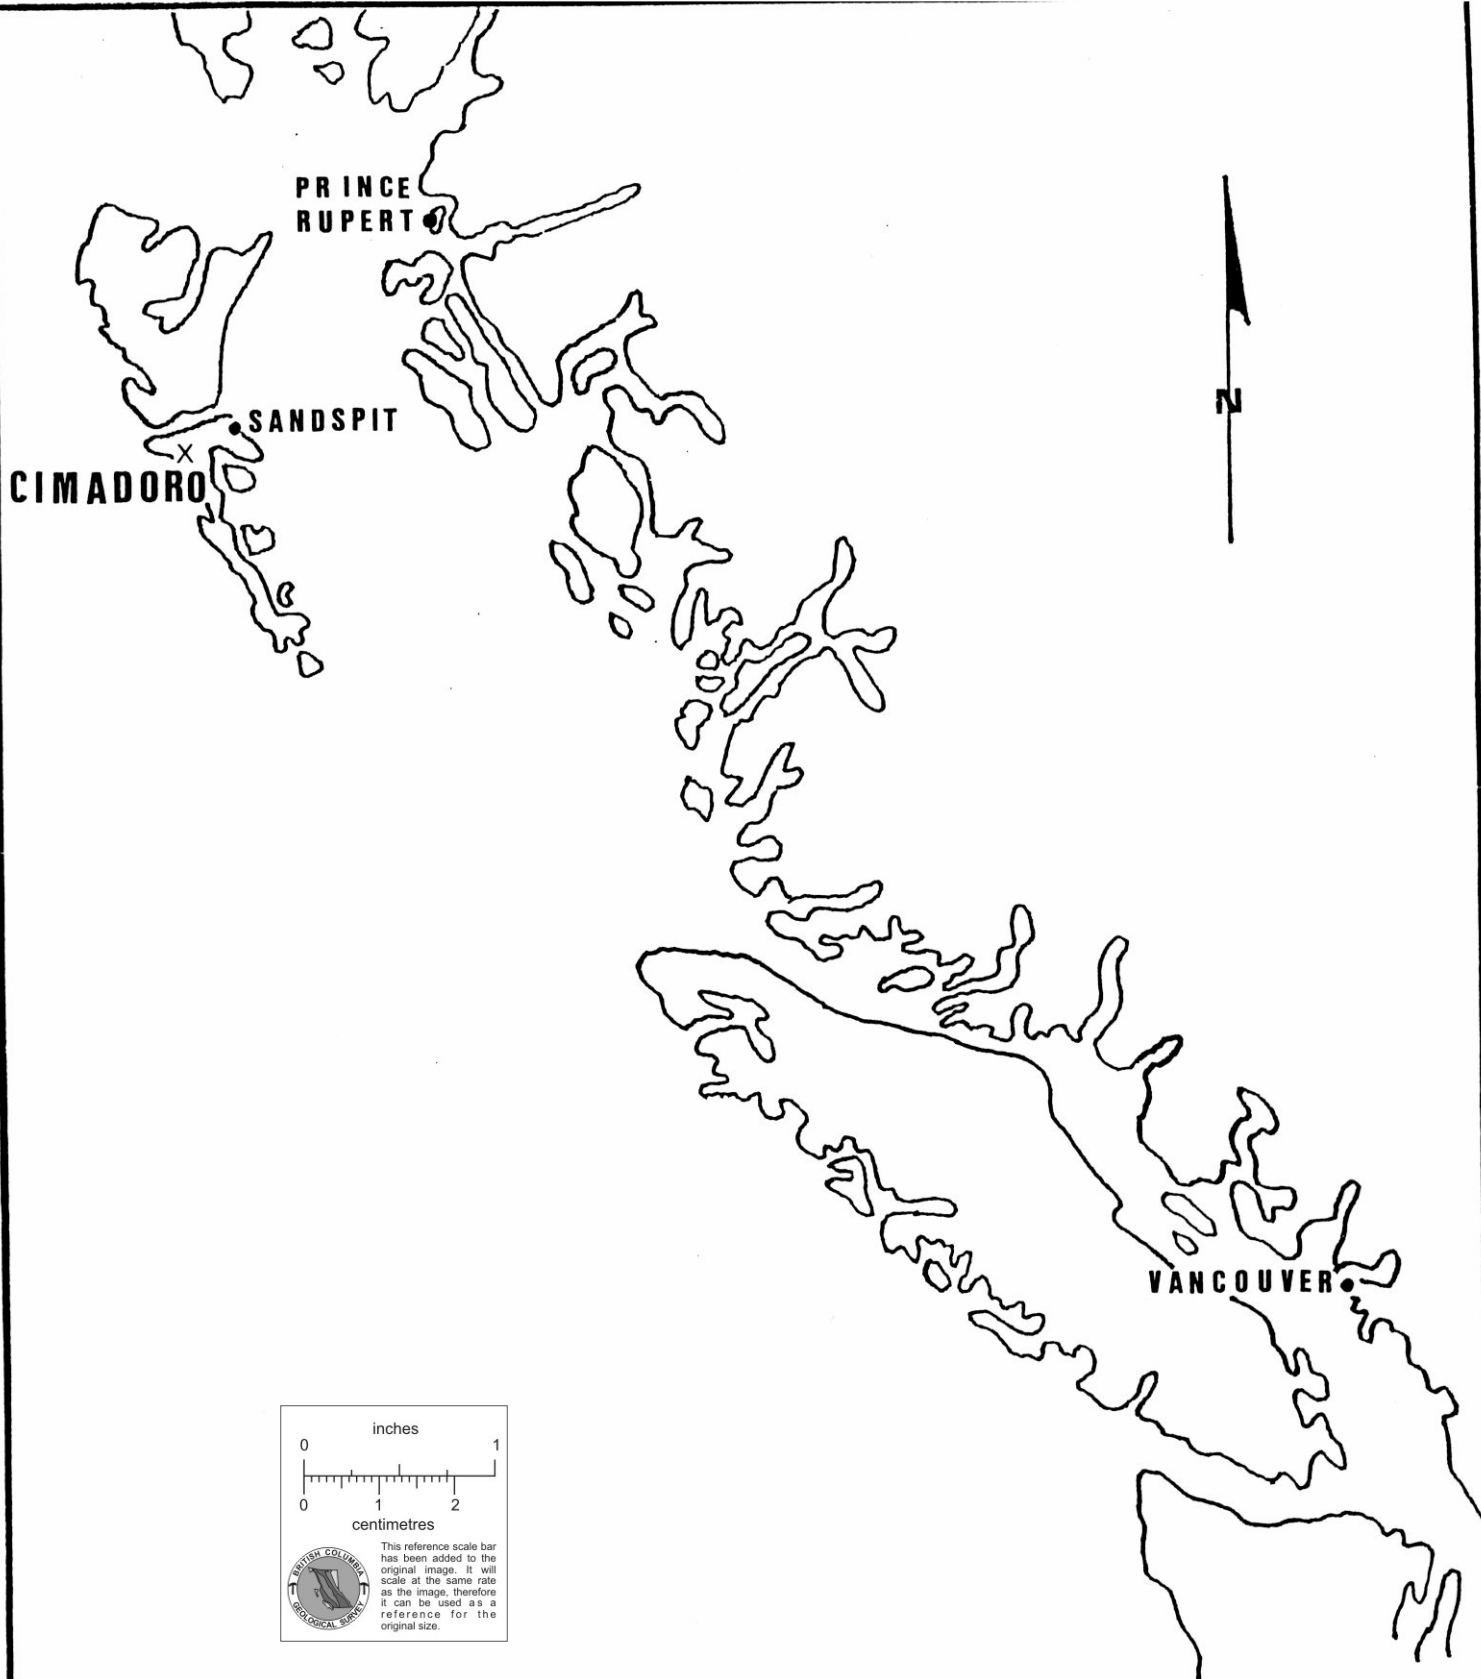 PRINCE
RUPERT
SANDSPIT
X
CIMADORO
N
VANCOUVER
inches
0 1
0 1 2
centimetres
This reference scale bar
has been added to the
original image. It will
scale at the same rate
as the image, therefore
it can be used as a
reference for the
original size.
BRITISH COLUMBIA
GEOLOGICAL SURVEY